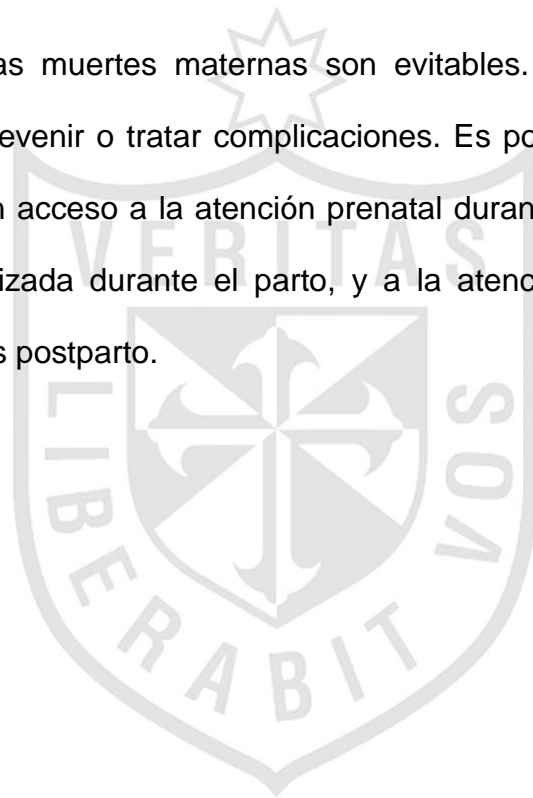 as muertes maternas son evitables.
evenir o tratar complicaciones. Es po
n acceso a la atención prenatal duran
izada durante el parto, y a la atenc
s postparto.
VERITAS
LIBERABIT VOS